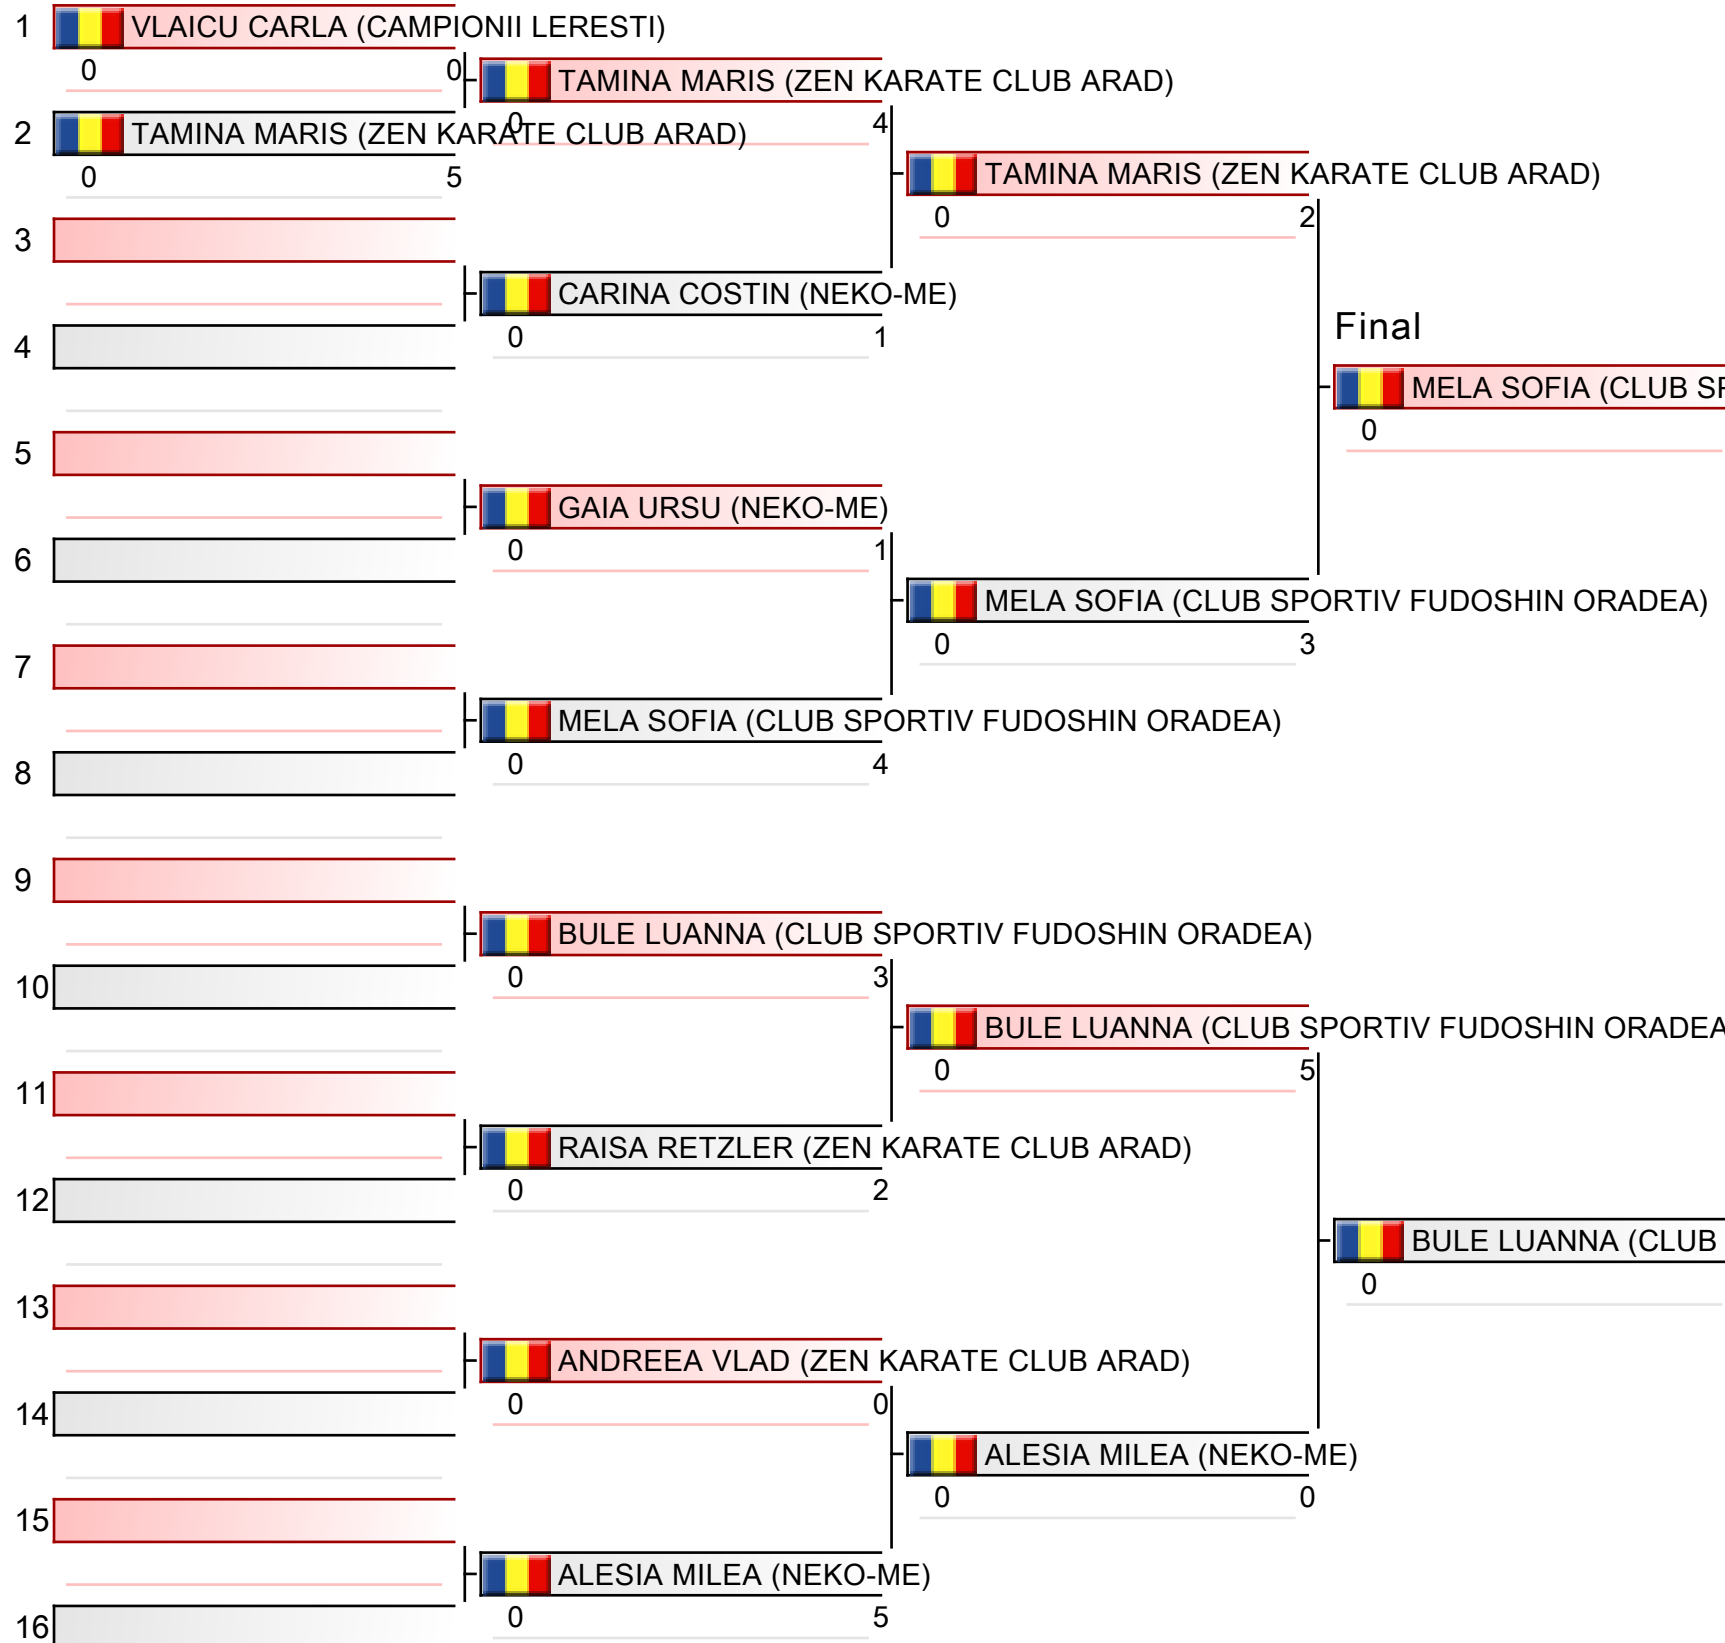 1 VLAICU CARLA (CAMPIONII LERESTI)
0 0
TAMINA MARIS (ZEN KARATE CLUB ARAD)
0 4
2 TAMINA MARIS (ZEN KARATE CLUB ARAD)
0 5
TAMINA MARIS (ZEN KARATE CLUB ARAD)
0 2
3
CARINA COSTIN (NEKO-ME)
0 1
4
Final
MELA SOFIA (CLUB SP
0
5
GAIA URSU (NEKO-ME)
0 1
6
MELA SOFIA (CLUB SPORTIV FUDOSHIN ORADEA)
0 3
7
MELA SOFIA (CLUB SPORTIV FUDOSHIN ORADEA)
0 4
8
9
BULE LUANNA (CLUB SPORTIV FUDOSHIN ORADEA)
0 3
10
BULE LUANNA (CLUB SPORTIV FUDOSHIN ORADEA
0 5
11
RAISA RETZLER (ZEN KARATE CLUB ARAD)
0 2
12
BULE LUANNA (CLUB
0
13
ANDREEA VLAD (ZEN KARATE CLUB ARAD)
0 0
14
ALESIA MILEA (NEKO-ME)
0 0
15
ALESIA MILEA (NEKO-ME)
0 5
16